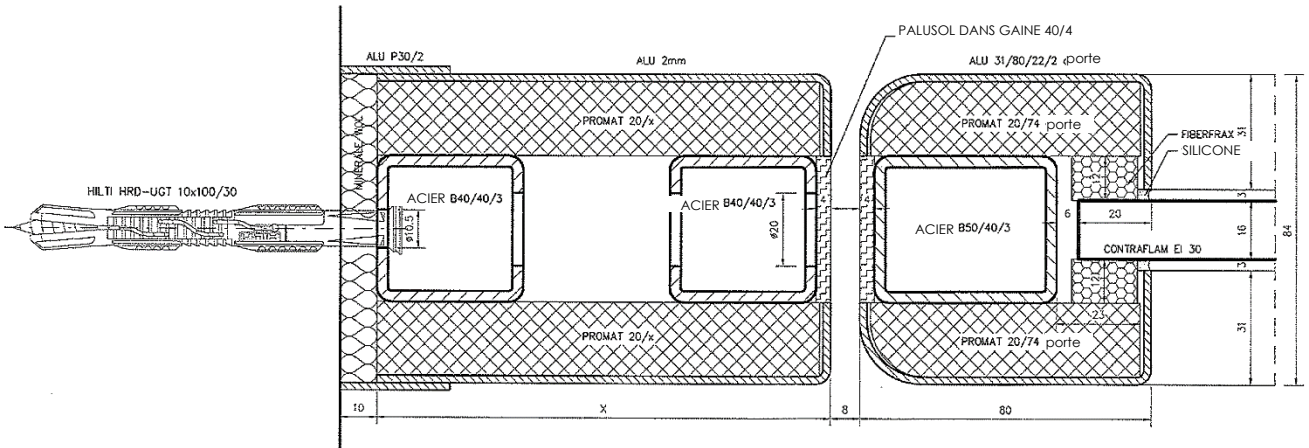 PALUSOL DANS GAINE 40/4
ALU P30/2
ALU 2mm
ALU 31/80/22/2 porte
PROMAT 20/x
PROMAT 20/74 porte
MINERALE WOL
FIBERFRAX
SILICONE
HILTI HRD-UGT 10x100/30
ø10,5
ACIER B40/40/3
ACIER B40/40/3
ø20
4
4
ACIER B50/40/3
6
12
20
CONTRAFLAM EI 30
12
23
31
3
16
3
31
84
PROMAT 20/x
PROMAT 20/74 porte
10
X
8
80